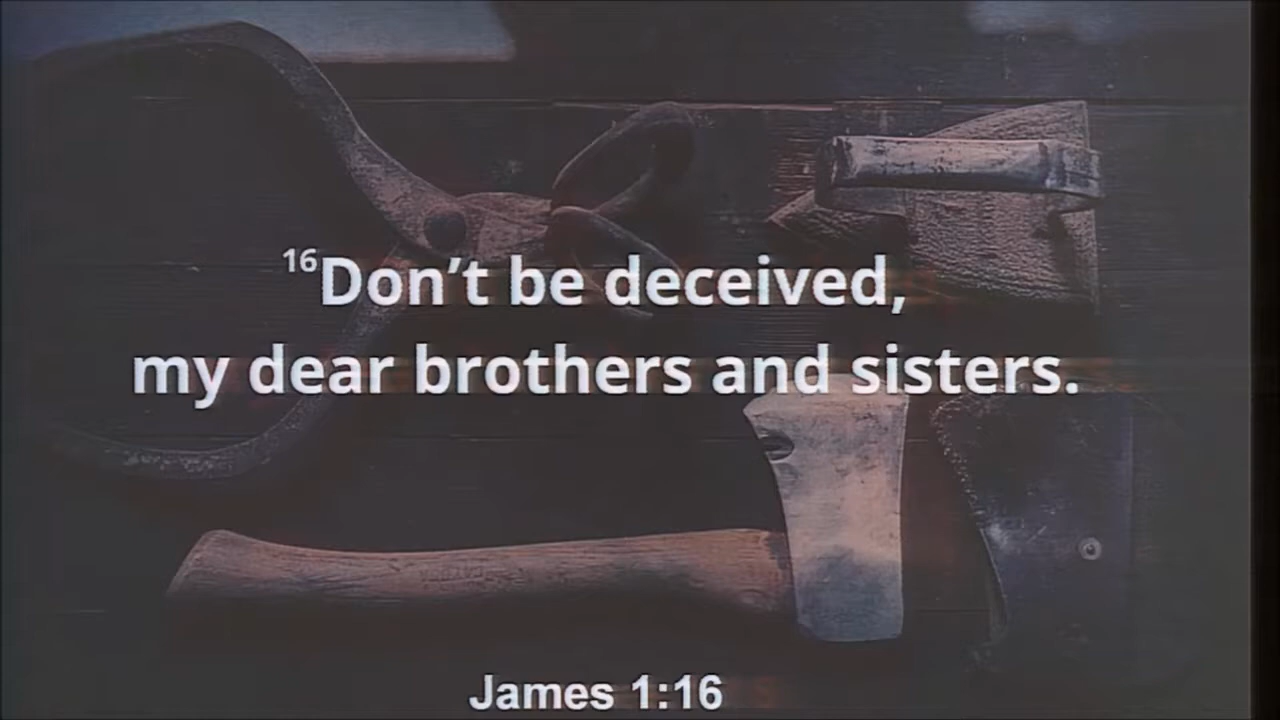 16Don’t be deceived,
my dear brothers and sisters.
James 1:16